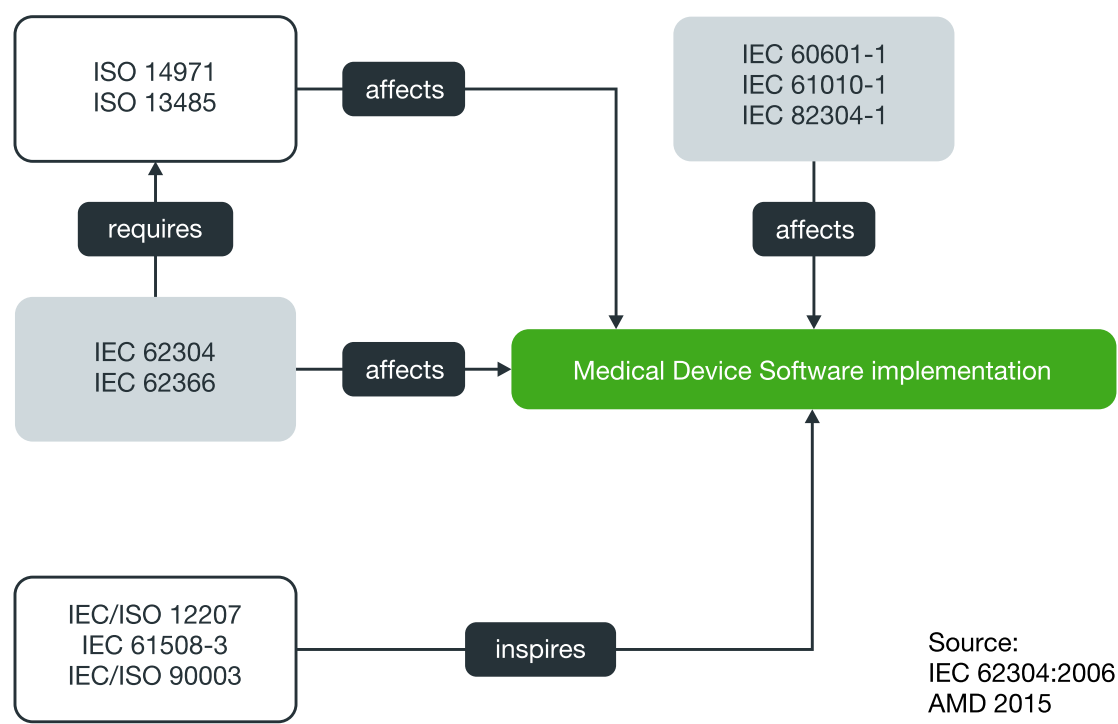 ISO 14971
ISO 13485
affects
IEC 60601-1
IEC 61010-1
IEC 82304-1
requires
affects
IEC 62304
IEC 62366
affects
Medical Device Software implementation
IEC/ISO 12207
IEC 61508-3
IEC/ISO 90003
inspires
Source:
IEC 62304:2006
AMD 2015